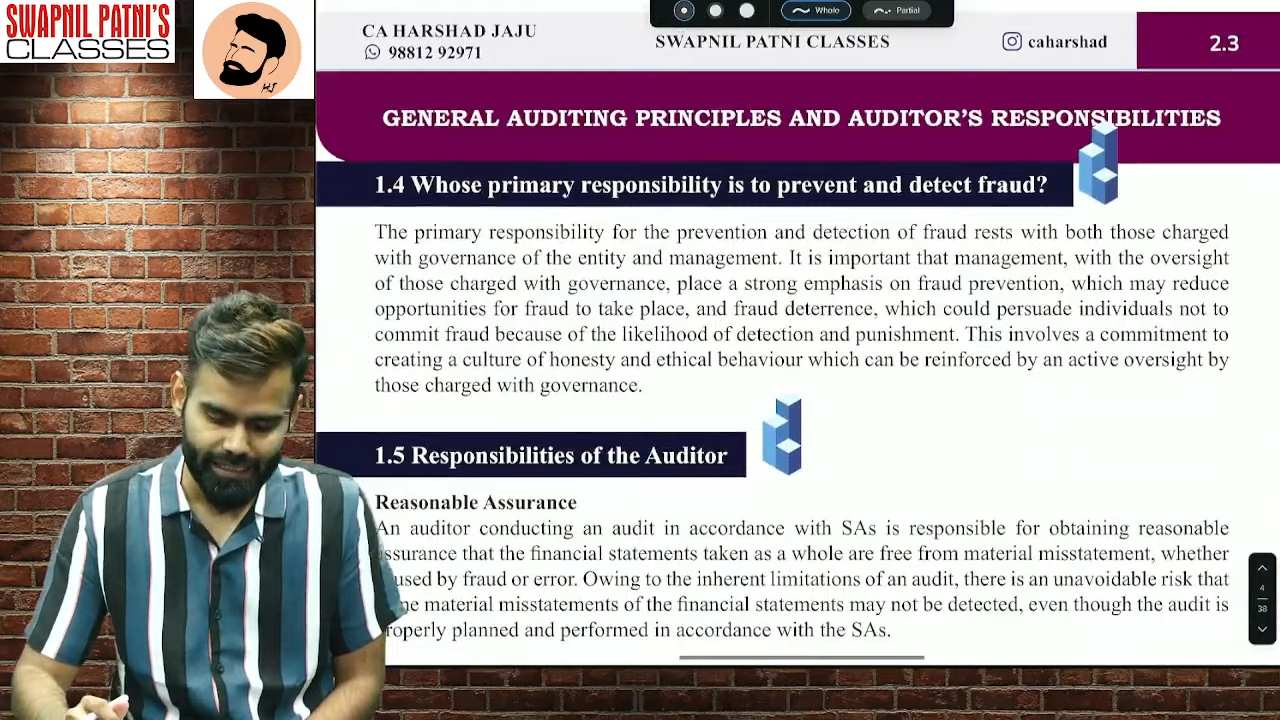 SWAPNIL PATNI'S
CLASSES
HJ
CA HARSHAD JAJU
98812 92971
SWAPNIL PATNI CLASSES
caharshad
2.3
Whole
Partial
GENERAL AUDITING PRINCIPLES AND AUDITOR'S RESPONSIBILITIES
1.4 Whose primary responsibility is to prevent and detect fraud?
The primary responsibility for the prevention and detection of fraud rests with both those charged
with governance of the entity and management. It is important that management, with the oversight
of those charged with governance, place a strong emphasis on fraud prevention, which may reduce
opportunities for fraud to take place, and fraud deterrence, which could persuade individuals not to
commit fraud because of the likelihood of detection and punishment. This involves a commitment to
creating a culture of honesty and ethical behaviour which can be reinforced by an active oversight by
those charged with governance.
1.5 Responsibilities of the Auditor
Reasonable Assurance
An auditor conducting an audit in accordance with SAs is responsible for obtaining reasonable
assurance that the financial statements taken as a whole are free from material misstatement, whether
used by fraud or error. Owing to the inherent limitations of an audit, there is an unavoidable risk that
me material misstatements of the financial statements may not be detected, even though the audit is
properly planned and performed in accordance with the SAs.
4
38